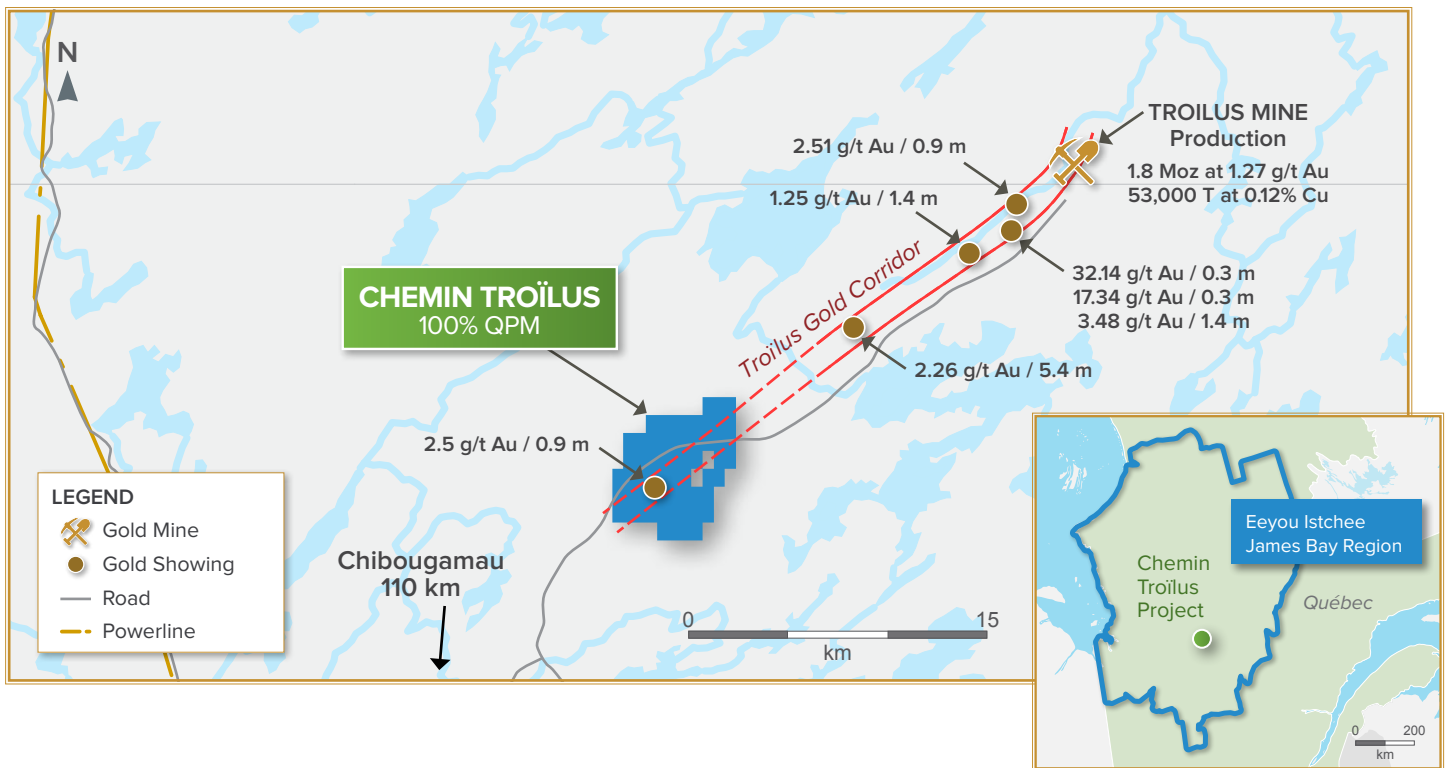 N
TROILUS MINE
Production
1.8 Moz at 1.27 g/t Au
53,000 T at 0.12% Cu
2.51 g/t Au / 0.9 m
1.25 g/t Au / 1.4 m
32.14 g/t Au / 0.3 m
17.34 g/t Au / 0.3 m
3.48 g/t Au / 1.4 m
Troïlus Gold Corridor
CHEMIN TROÏLUS
100% QPM
2.26 g/t Au / 5.4 m
2.5 g/t Au / 0.9 m
LEGEND
Gold Mine
Gold Showing
Road
Powerline
Chibougamau
110 km
0 15
km
Eeyou Istchee
James Bay Region
Chemin
Troïlus
Project
Québec
0 200
km